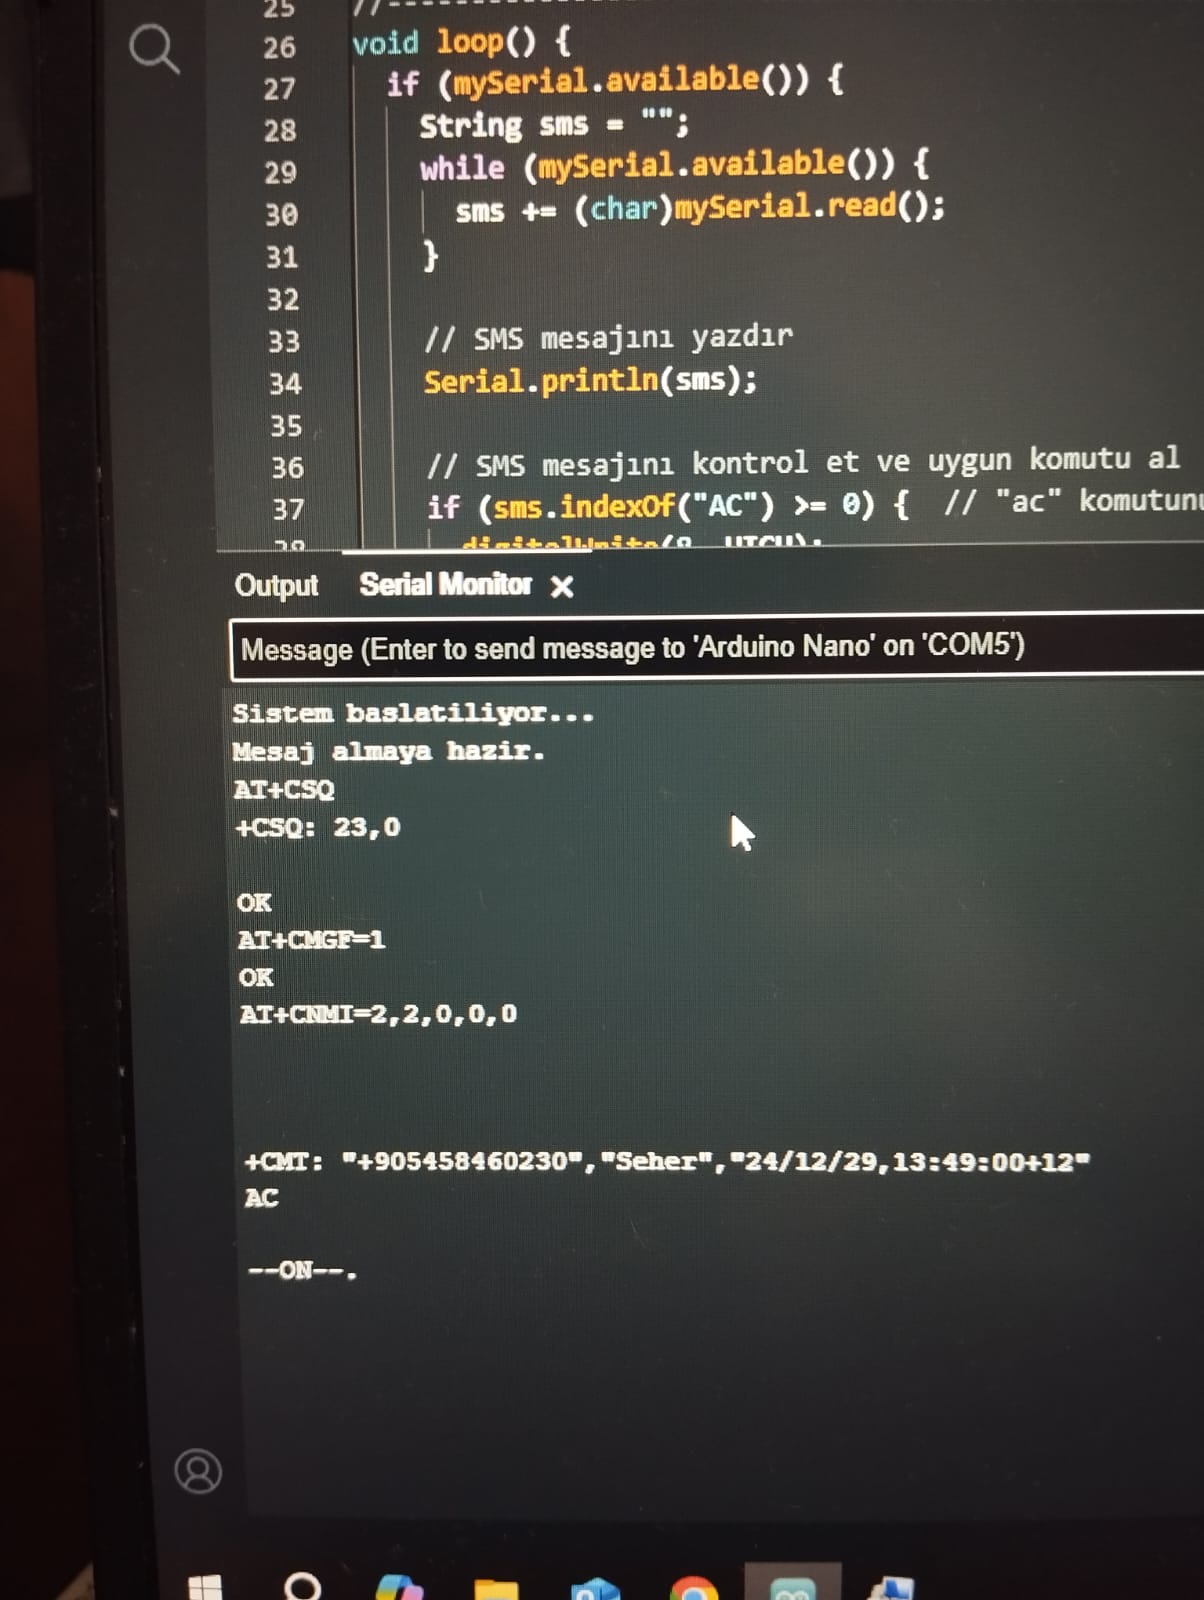 25 //-----------------
26 void loop() {
27 if (mySerial.available()) {
28 String sms = "";
29 while (mySerial.available()) {
30 sms += (char)mySerial.read();
31 }
32
33 // SMS mesajını yazdır
34 Serial.println(sms);
35
36 // SMS mesajını kontrol et ve uygun komutu al
37 if (sms.indexOf("AC") >= 0) { // "ac" komutun
Output Serial Monitor X
Message (Enter to send message to 'Arduino Nano' on 'COM5')
Sistem baslatiliyor...
Mesaj almaya hazir.
AT+CSQ
+CSQ: 23,0
OK
AT+CMGF=1
OK
AT+CNMI=2,2,0,0,0
+CMT: "+905458460230","Seher","24/12/29,13:49:00+12"
AC
--ON--.